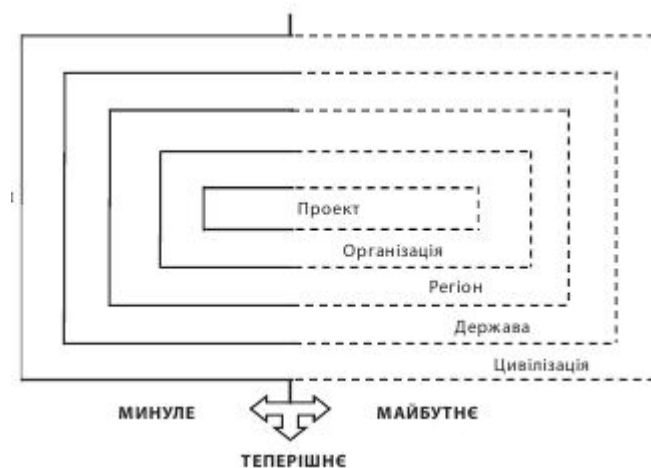 Проект
Організація
Регіон
Держава
Цивілізація
МИНУЛЕ
МАЙБУТНЄ
ТЕПЕРІШНЄ